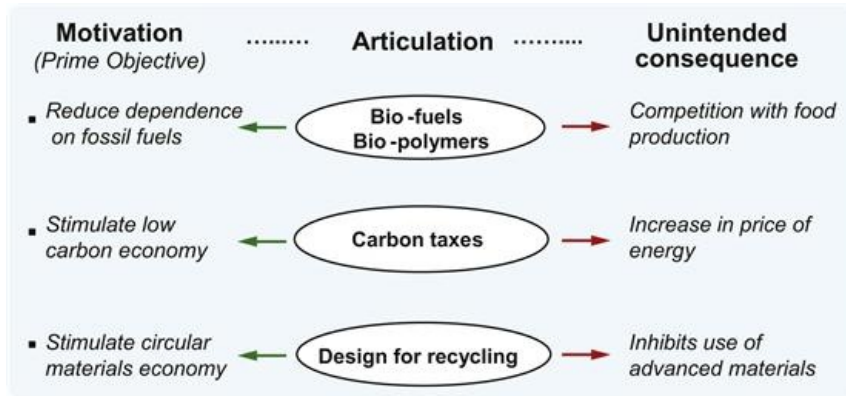 Motivation ......... Articulation ......... Unintended consequence
(Prime Objective)
▪ Reduce dependence
on fossil fuels
Bio-fuels
Bio-polymers
Competition with food
production
▪ Stimulate low
carbon economy
Carbon taxes
Increase in price of
energy
▪ Stimulate circular
materials economy
Design for recycling
Inhibits use of
advanced materials